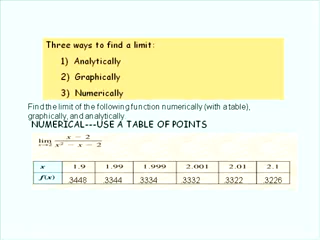 Three ways to find a limit:
1) Analytically
2) Graphically
3) Numerically
Find the limit of the following function numerically (with a table),
graphically, and analytically.
NUMERICAL---USE A TABLE OF POINTS
lim x→2 (x − 2)/(x² − x − 2)
x 1.9 1.99 1.999 2.001 2.01 2.1
f(x) .3448 .3344 .3334 .3332 .3322 .3226